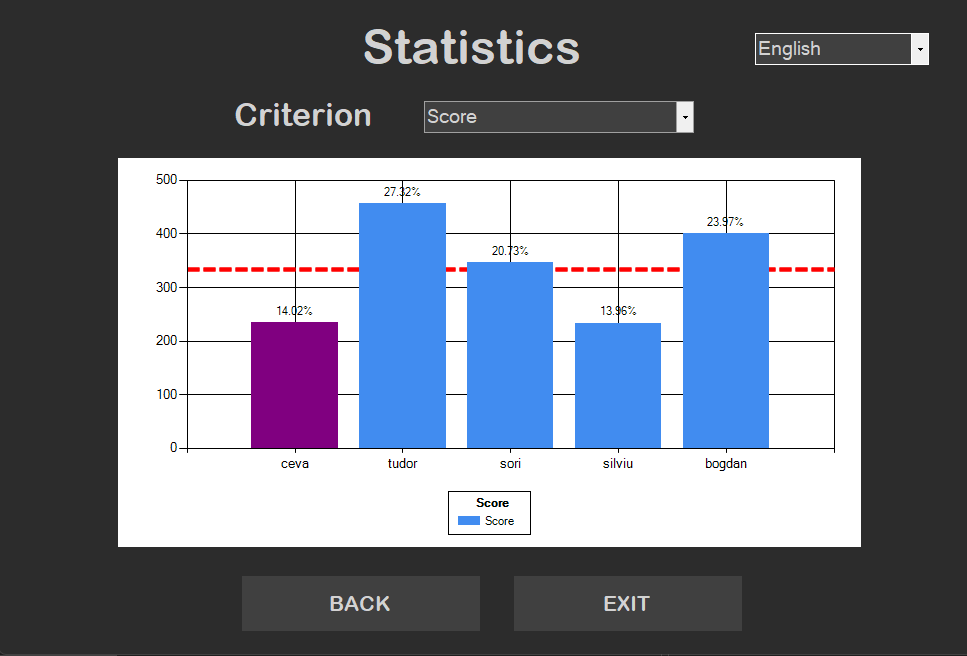 Statistics
English
Criterion
Score
500
400
300
200
100
0
14.02%
27.32%
20.73%
13.96%
23.97%
ceva
tudor
sori
silviu
bogdan
Score
Score
BACK
EXIT